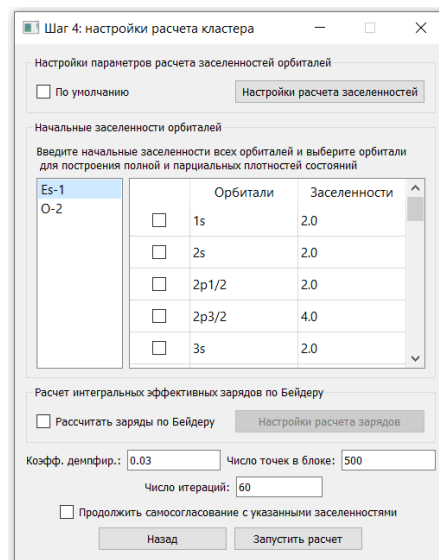 Шаг 4: настройки расчета кластера
Настройки параметров расчета заселенностей орбиталей
По умолчанию
Настройки расчета заселенностей
Начальные заселенности орбиталей
Введите начальные заселенности всех орбиталей и выберите орбитали
для построения полной и парциальных плотностей состояний
Es-1
O-2
Орбитали Заселенности
1s 2.0
2s 2.0
2p1/2 2.0
2p3/2 4.0
3s 2.0
Расчет интегральных эффективных зарядов по Бейдеру
Рассчитать заряды по Бейдеру
Настройки расчета зарядов
Коэфф. демпфир.: 0.03 Число точек в блоке: 500
Число итераций: 60
Продолжить самосогласование с указанными заселенностями
Назад Запустить расчет